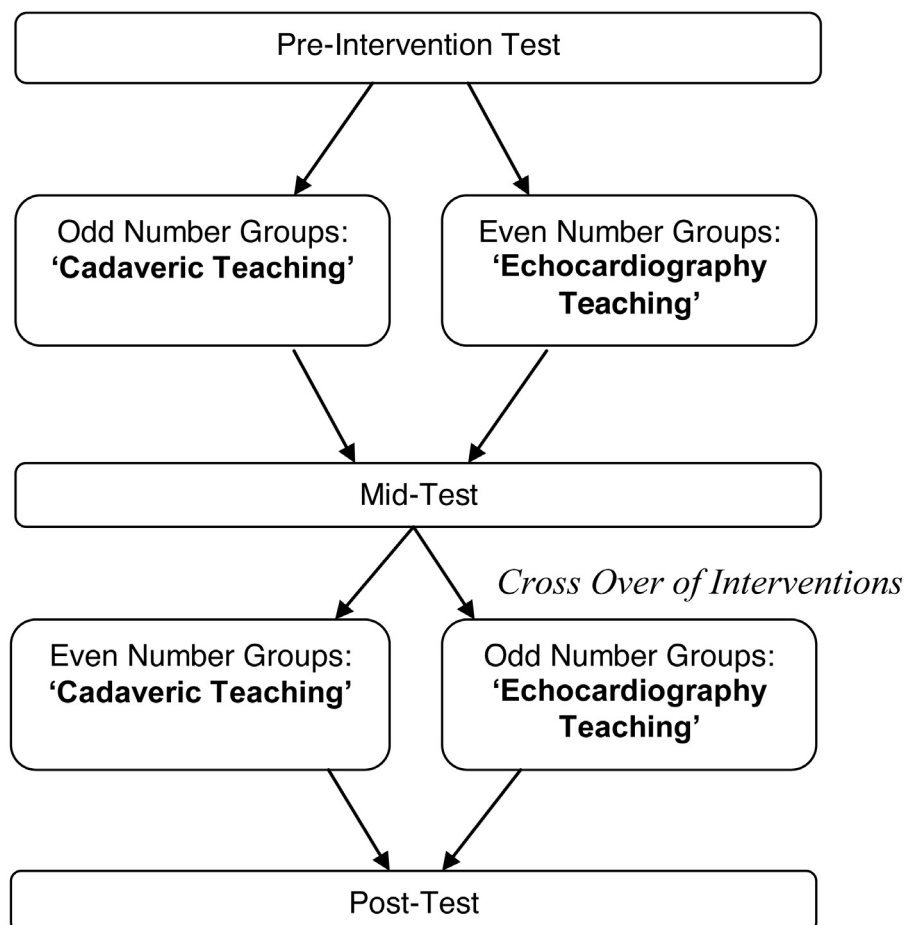 Pre-Intervention Test
Odd Number Groups:
‘Cadaveric Teaching’
Even Number Groups:
‘Echocardiography
Teaching’
Mid-Test
Cross Over of Interventions
Even Number Groups:
‘Cadaveric Teaching’
Odd Number Groups:
‘Echocardiography
Teaching’
Post-Test